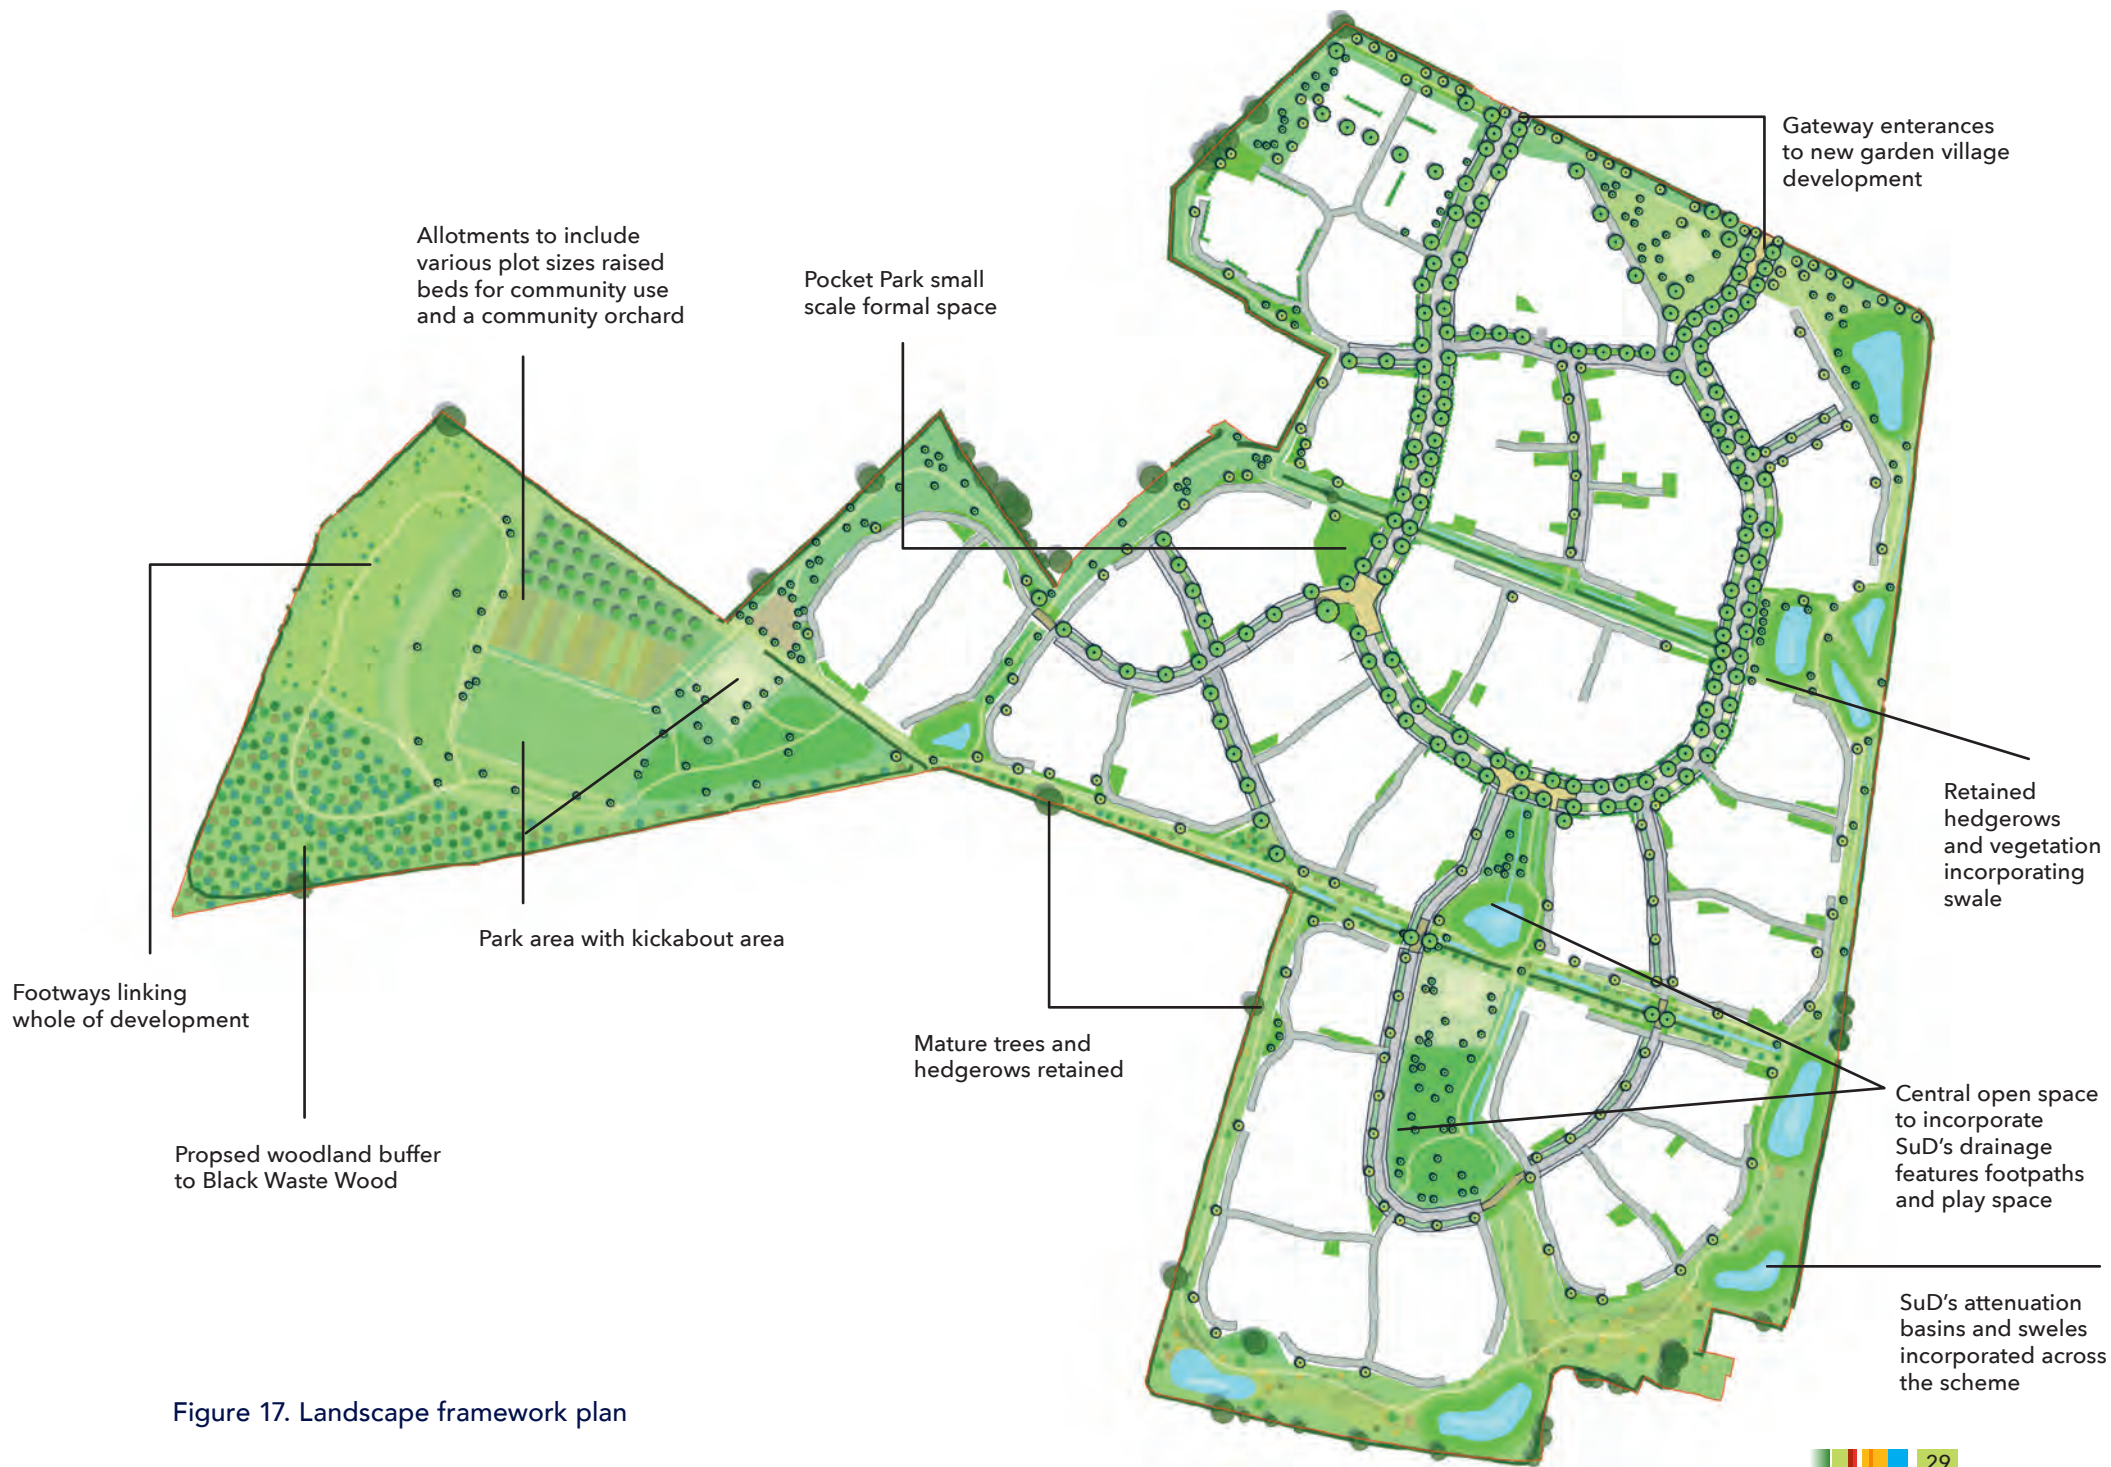 Gateway enterances
to new garden village
development
Allotments to include
various plot sizes raised
beds for community use
and a community orchard
Pocket Park small
scale formal space
Retained
hedgerows
and vegetation
incorporating
swale
Park area with kickabout area
Footways linking
whole of development
Mature trees and
hedgerows retained
Propsed woodland buffer
to Black Waste Wood
Central open space
to incorporate
SuD's drainage
features footpaths
and play space
SuD's attenuation
basins and sweles
incorporated across
the scheme
Figure 17. Landscape framework plan
29